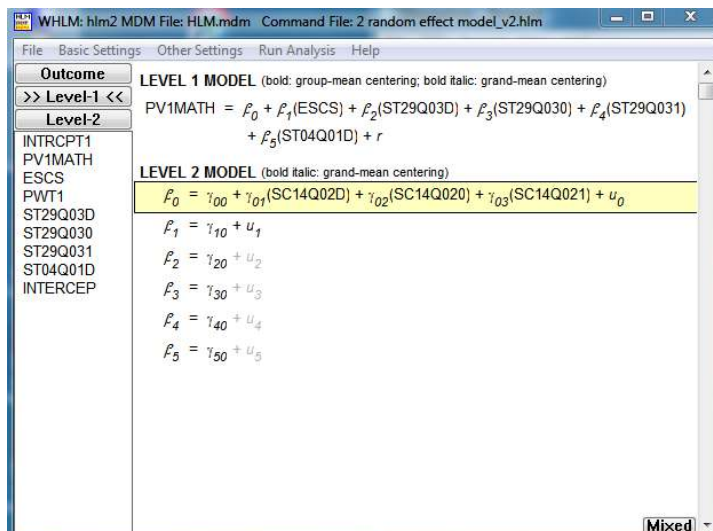 WHLM: hlm2 MDM File: HLM.mdm Command File: 2 random effect model_v2.hlm
File Basic Settings Other Settings Run Analysis Help
Outcome
>> Level-1 <<
Level-2
INTRCPT1
PV1MATH
ESCS
PWT1
ST29Q03D
ST29Q030
ST29Q031
ST04Q01D
INTERCEP
LEVEL 1 MODEL (bold: group-mean centering; bold italic: grand-mean centering)
PV1MATH = β0 + β1(ESCS) + β2(ST29Q03D) + β3(ST29Q030) + β4(ST29Q031)
+ β5(ST04Q01D) + r
LEVEL 2 MODEL (bold italic: grand-mean centering)
β0 = γ00 + γ01(SC14Q02D) + γ02(SC14Q020) + γ03(SC14Q021) + u0
β1 = γ10 + u1
β2 = γ20 + u2
β3 = γ30 + u3
β4 = γ40 + u4
β5 = γ50 + u5
Mixed